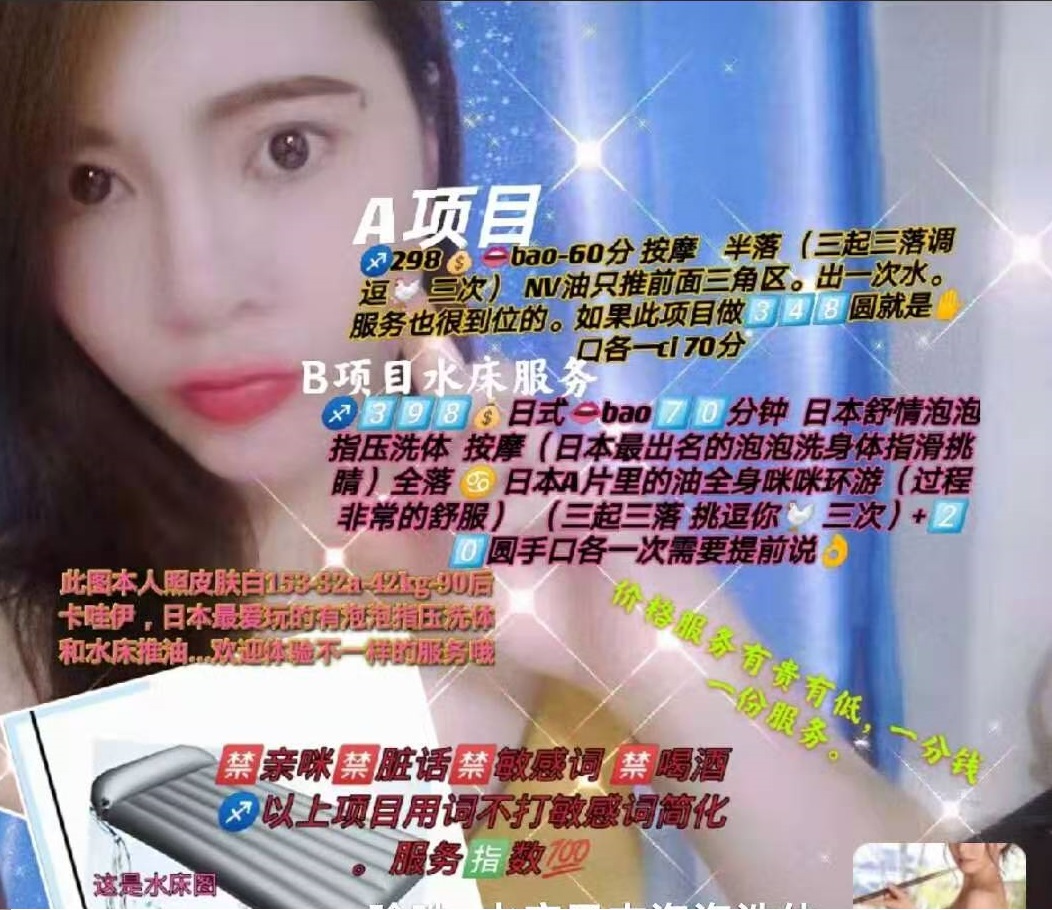 A项目
♐298💰👄bao-60分 按摩 半落（三起三落调
逗🐔 三次） NV油只推前面三角区。出一次水。
服务也很到位的。如果此项目做3️⃣4️⃣8️⃣圆就是✋
口各一cl 70分
B项目水床服务
♐3️⃣9️⃣8️⃣💰日式👄bao7️⃣0️⃣分钟 日本舒情泡泡
指压洗体 按摩（日本最出名的泡泡洗身体指滑挑
睛）全落♋日本A片里的油全身咪咪环游（过程
非常的舒服）（三起三落 挑逗你🐔 三次）+2️⃣
0️⃣圆手口各一次需要提前说👌
此图本人照皮肤白153-32a-42kg-90后
卡哇伊，日本最爱玩的有泡泡指压洗体
和水床推油...欢迎体验不一样的服务哦
价格服务有贵有低，一分钱
一份服务。
禁亲咪禁脏话禁敏感词 禁喝酒
♐以上项目用词不打敏感词简化
。服务指数💯
这是水床图